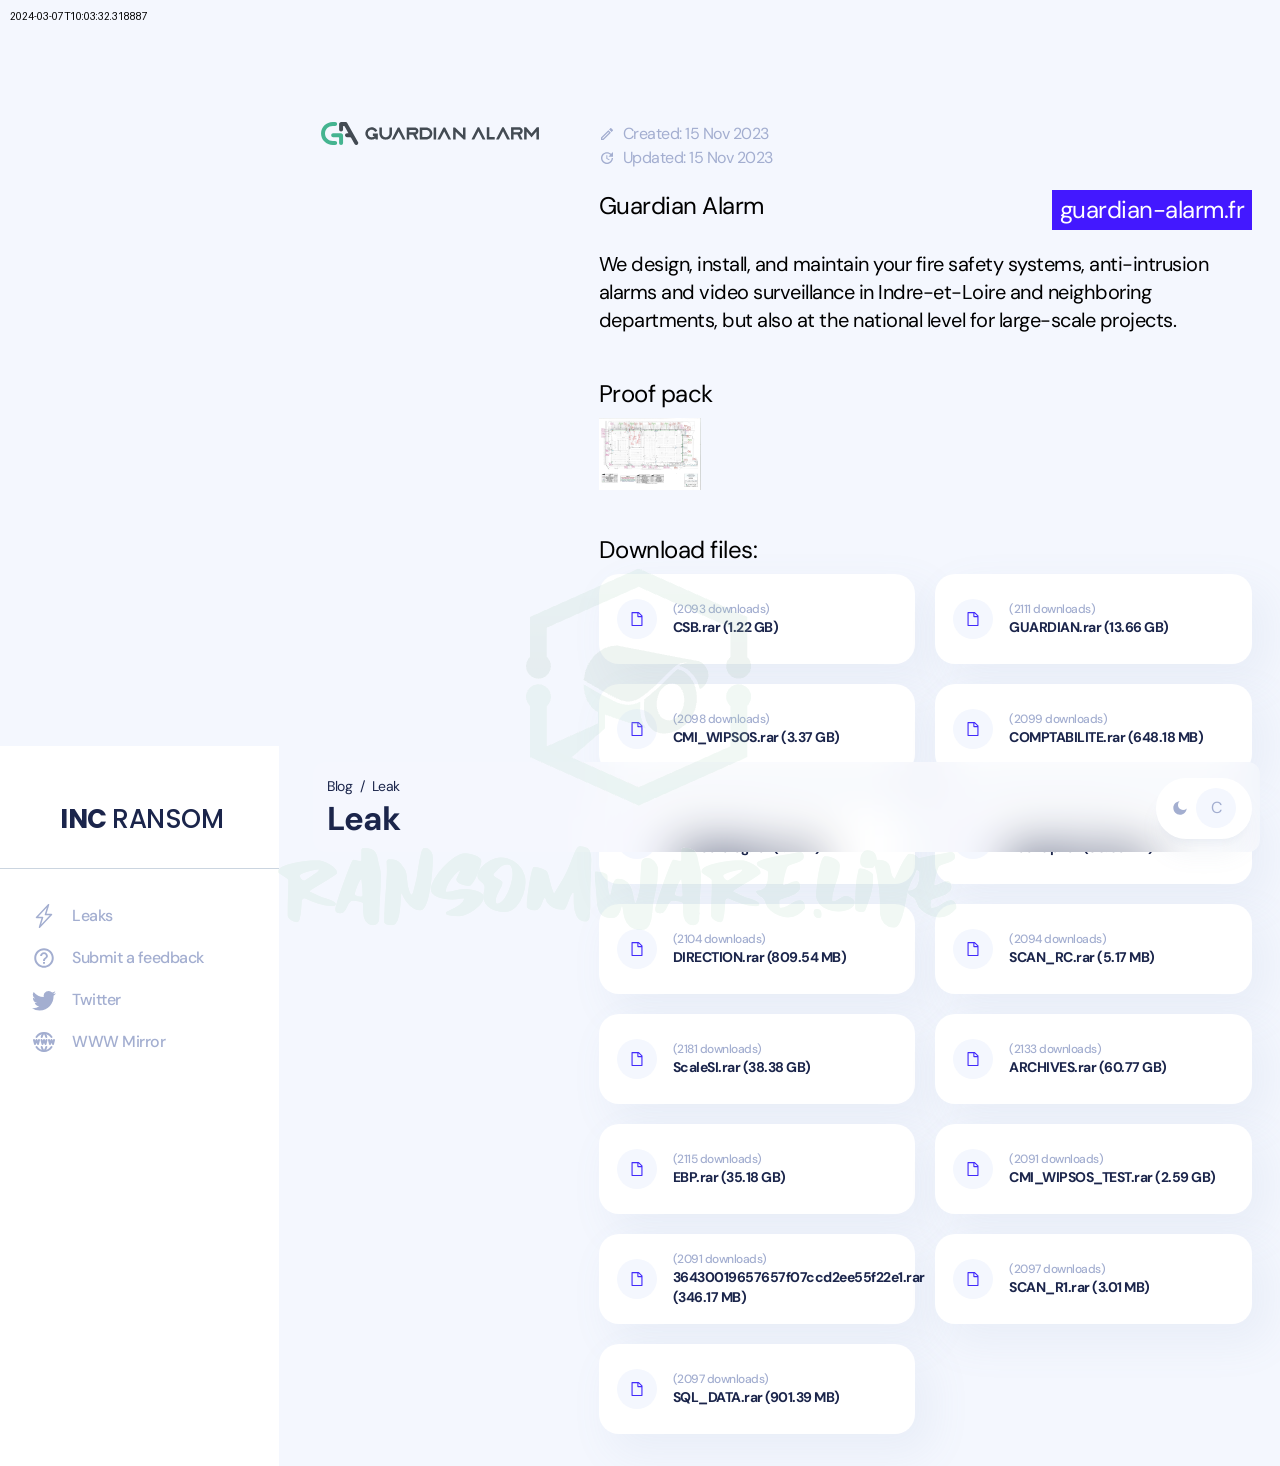 2024-03-07T10:03:32.318887
GUARDIAN ALARM
Created: 15 Nov 2023
Updated: 15 Nov 2023
Guardian Alarm
guardian-alarm.fr
We design, install, and maintain your fire safety systems, anti-intrusion
alarms and video surveillance in Indre-et-Loire and neighboring
departments, but also at the national level for large-scale projects.
Proof pack
Download files:
(2093 downloads)
CSB.rar (1.22 GB)
(2111 downloads)
GUARDIAN.rar (13.66 GB)
(2098 downloads)
CMI_WIPSOS.rar (3.37 GB)
(2099 downloads)
COMPTABILITE.rar (648.18 MB)
INC RANSOM
Blog / Leak
Leak
C
RANSOMWARE.LIVE
Leaks
Submit a feedback
Twitter
WWW Mirror
(2104 downloads)
DIRECTION.rar (809.54 MB)
(2094 downloads)
SCAN_RC.rar (5.17 MB)
(2181 downloads)
ScaleSI.rar (38.38 GB)
(2133 downloads)
ARCHIVES.rar (60.77 GB)
(2115 downloads)
EBP.rar (35.18 GB)
(2091 downloads)
CMI_WIPSOS_TEST.rar (2.59 GB)
(2091 downloads)
36430019657657f07ccd2ee55f22e1.rar
(346.17 MB)
(2097 downloads)
SCAN_R1.rar (3.01 MB)
(2097 downloads)
SQL_DATA.rar (901.39 MB)